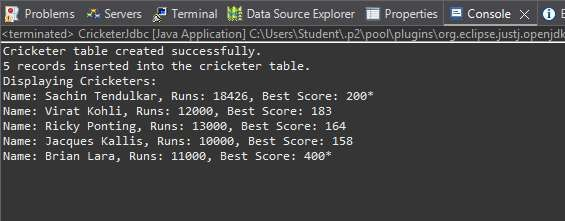 Problems Servers Terminal Data Source Explorer Properties Console
<terminated> CricketerJdbc [Java Application] C:\Users\Student\.p2\pool\plugins\org.eclipse.justj.openjdk
Cricketer table created successfully.
5 records inserted into the cricketer table.
Displaying Cricketers:
Name: Sachin Tendulkar, Runs: 18426, Best Score: 200*
Name: Virat Kohli, Runs: 12000, Best Score: 183
Name: Ricky Ponting, Runs: 13000, Best Score: 164
Name: Jacques Kallis, Runs: 10000, Best Score: 158
Name: Brian Lara, Runs: 11000, Best Score: 400*